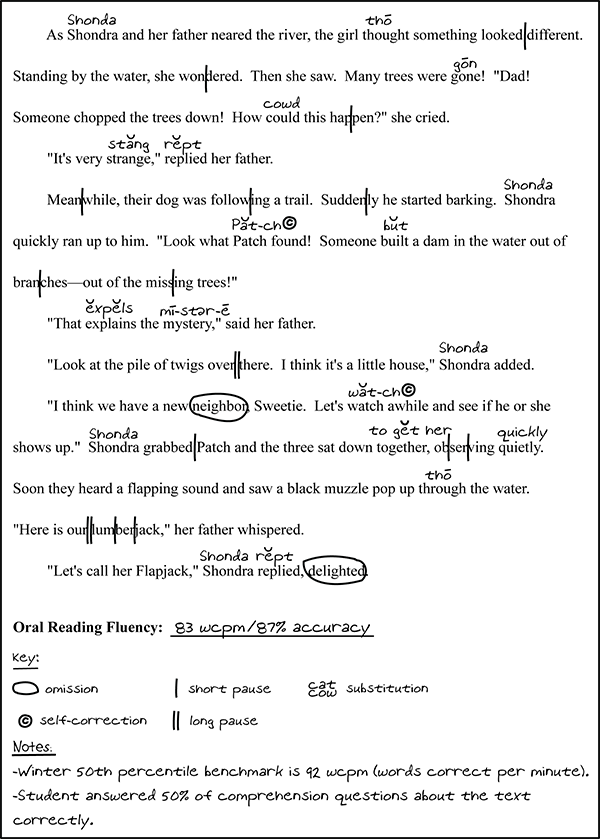 Shonda thō
As Shondra and her father neared the river, the girl thought something looked different.
gōn
Standing by the water, she wondered. Then she saw. Many trees were gone! "Dad!
cowd
Someone chopped the trees down! How could this happen?" she cried.
stăng rĕpt
"It's very strange," replied her father.
Shonda
Meanwhile, their dog was following a trail. Suddenly he started barking. Shondra
Păt-ch© bŭt
quickly ran up to him. "Look what Patch found! Someone built a dam in the water out of
branches—out of the missing trees!"
ĕxpĕls mī-stər-ē
"That explains the mystery," said her father.
Shonda
"Look at the pile of twigs over there. I think it's a little house," Shondra added.
wăt-ch©
"I think we have a new neighbor, Sweetie. Let's watch awhile and see if he or she
Shonda to gĕt her quickly
shows up." Shondra grabbed Patch and the three sat down together, observing quietly.
thō
Soon they heard a flapping sound and saw a black muzzle pop up through the water.
"Here is our lumberjack," her father whispered.
Shonda rĕpt
"Let's call her Flapjack," Shondra replied, delighted.
Oral Reading Fluency: 83 wcpm/87% accuracy
Key:
omission | short pause cat cow substitution
© self-correction || long pause
Notes:
-Winter 50th percentile benchmark is 92 wcpm (words correct per minute).
-Student answered 50% of comprehension questions about the text
correctly.